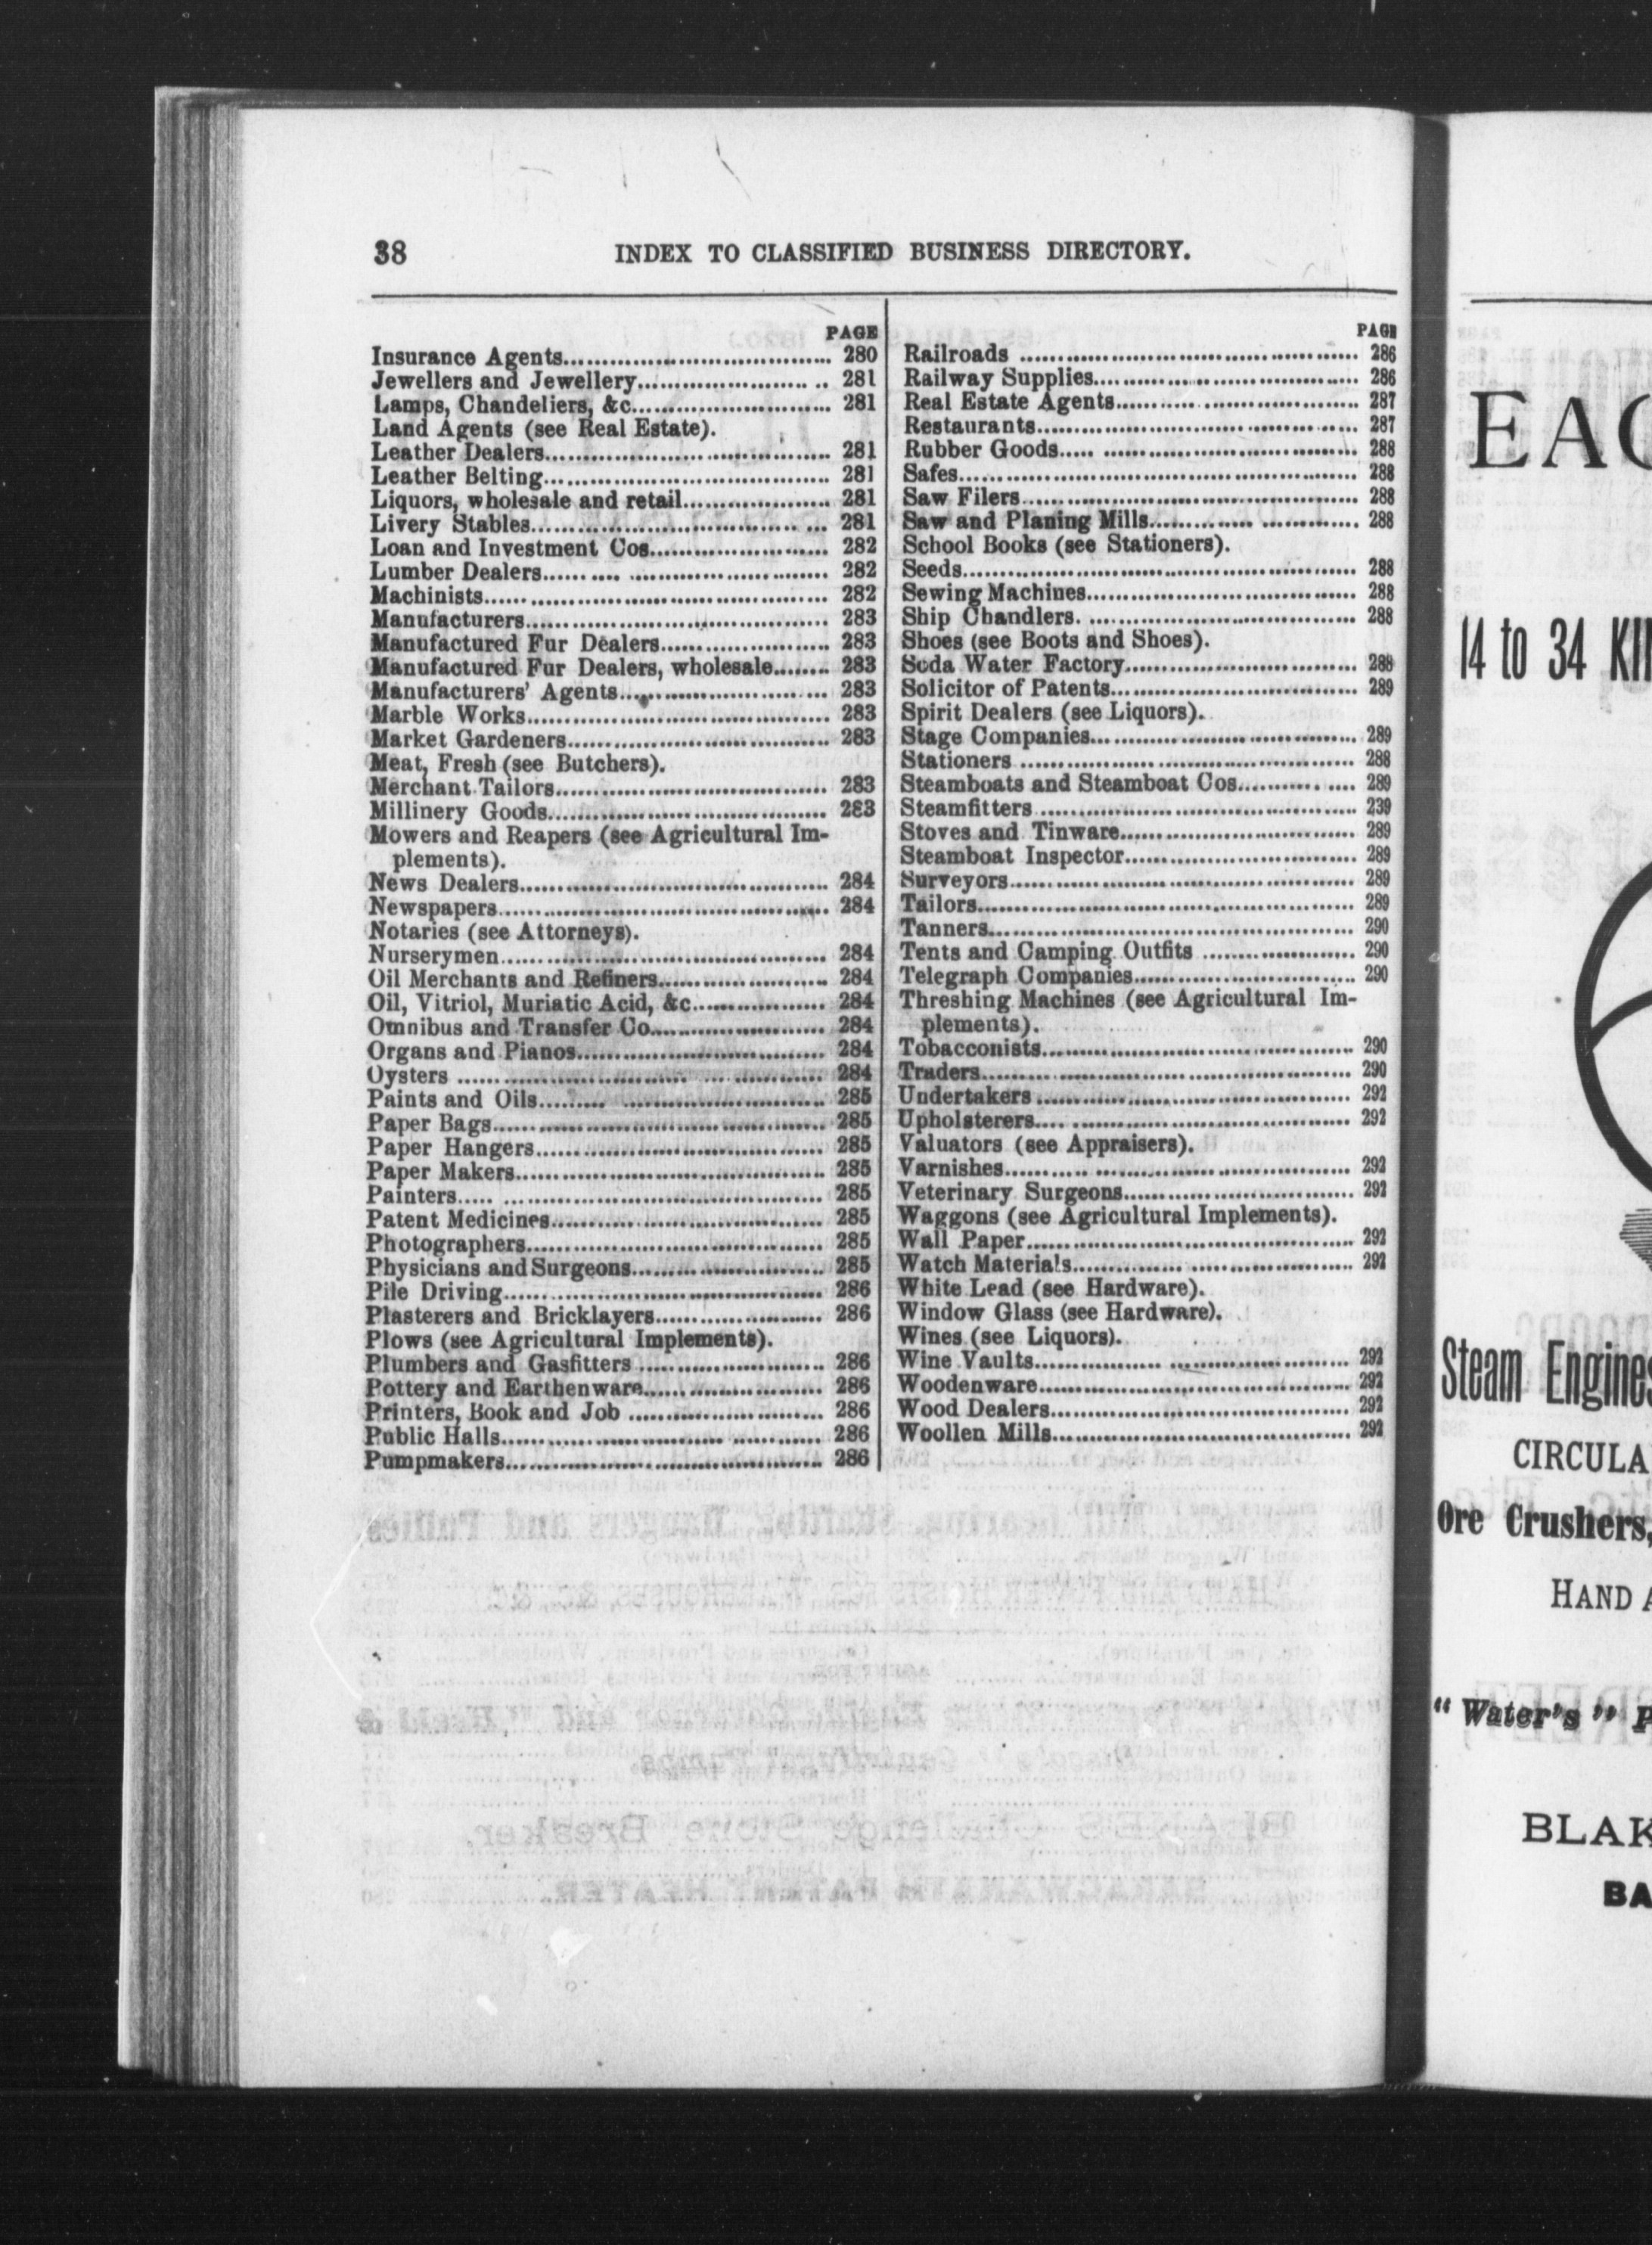 38 INDEX TO CLASSIFIED BUSINESS DIRECTORY.
PAGE
Insurance Agents........ 280
Jewellers and Jewellery........ 281
Lamps, Chandeliers, &c........ 281
Land Agents (see Real Estate).
Leather Dealers........ 281
Leather Belting........ 281
Liquors, wholesale and retail........ 281
Livery Stables........ 281
Loan and Investment Cos........ 282
Lumber Dealers........ 282
Machinists........ 282
Manufacturers........ 283
Manufactured Fur Dealers........ 283
Manufactured Fur Dealers, wholesale........ 283
Manufacturers' Agents........ 283
Marble Works........ 283
Market Gardeners........ 283
Meat, Fresh (see Butchers).
Merchant Tailors........ 283
Millinery Goods........ 283
Mowers and Reapers (see Agricultural Im-
plements).
News Dealers........ 284
Newspapers........ 284
Notaries (see Attorneys).
Nurserymen........ 284
Oil Merchants and Refiners........ 284
Oil, Vitriol, Muriatic Acid, &c........ 284
Omnibus and Transfer Co........ 284
Organs and Pianos........ 284
Oysters ........ 284
Paints and Oils........ 285
Paper Bags........ 285
Paper Hangers........ 285
Paper Makers........ 285
Painters........ 285
Patent Medicines........ 285
Photographers........ 285
Physicians and Surgeons........ 285
Pile Driving........ 286
Plasterers and Bricklayers........ 286
Plows (see Agricultural Implements).
Plumbers and Gasfitters ........ 286
Pottery and Earthenware........ 286
Printers, Book and Job ........ 286
Public Halls........ 286
Pumpmakers........ 286
PAGE
Railroads ........ 286
Railway Supplies........ 286
Real Estate Agents........ 287
Restaurants........ 287
Rubber Goods........ 288
Safes........ 288
Saw Filers........ 288
Saw and Planing Mills........ 288
School Books (see Stationers).
Seeds........ 288
Sewing Machines........ 288
Ship Chandlers........ 288
Shoes (see Boots and Shoes).
Soda Water Factory........ 288
Solicitor of Patents........ 289
Spirit Dealers (see Liquors).
Stage Companies........ 289
Stationers ........ 288
Steamboats and Steamboat Cos........ 289
Steamfitters ........ 239
Stoves and Tinware........ 289
Steamboat Inspector........ 289
Surveyors........ 289
Tailors........ 289
Tanners........ 290
Tents and Camping Outfits ........ 290
Telegraph Companies........ 290
Threshing Machines (see Agricultural Im-
plements).
Tobacconists........ 290
Traders........ 290
Undertakers ........ 292
Upholsterers........ 292
Valuators (see Appraisers).
Varnishes........ 292
Veterinary Surgeons........ 292
Waggons (see Agricultural Implements).
Wall Paper........ 292
Watch Materials........ 292
White Lead (see Hardware).
Window Glass (see Hardware).
Wines (see Liquors).
Wine Vaults........ 292
Woodenware........ 292
Wood Dealers........ 292
Woollen Mills........ 292
14 to 34
Steam Engines
Ore Crushers,
HAND
"Water's"